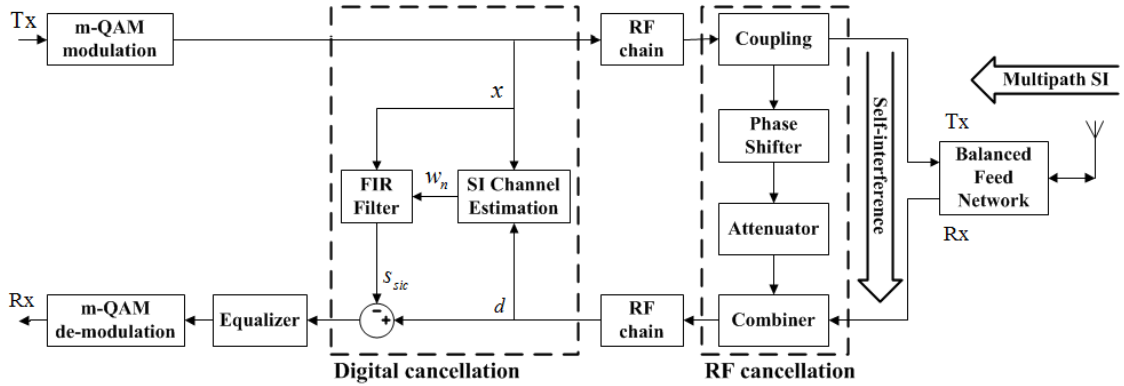 Tx
m-QAM
modulation
RF
chain
Coupling
Multipath SI
x
Phase
Shifter
Self-interference
Tx
Balanced
Feed
Network
Rx
FIR
Filter
w_n
SI Channel
Estimation
Attenuator
s_sic
d
Rx
m-QAM
de-modulation
Equalizer
-
+
RF
chain
Combiner
Digital cancellation
RF cancellation